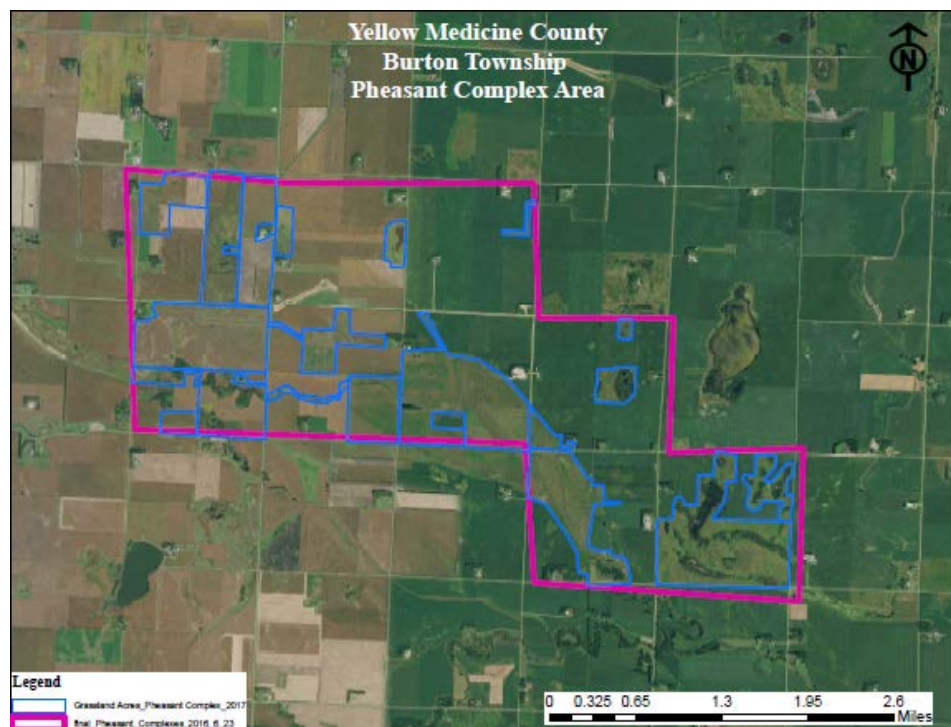 Yellow Medicine County
Burton Township
Pheasant Complex Area
N
Legend
Grassland Acres_Pheasant Complex_2017
final_Pheasant_Complexes_2016_6_23
0 0.325 0.65 1.3 1.95 2.6
Miles